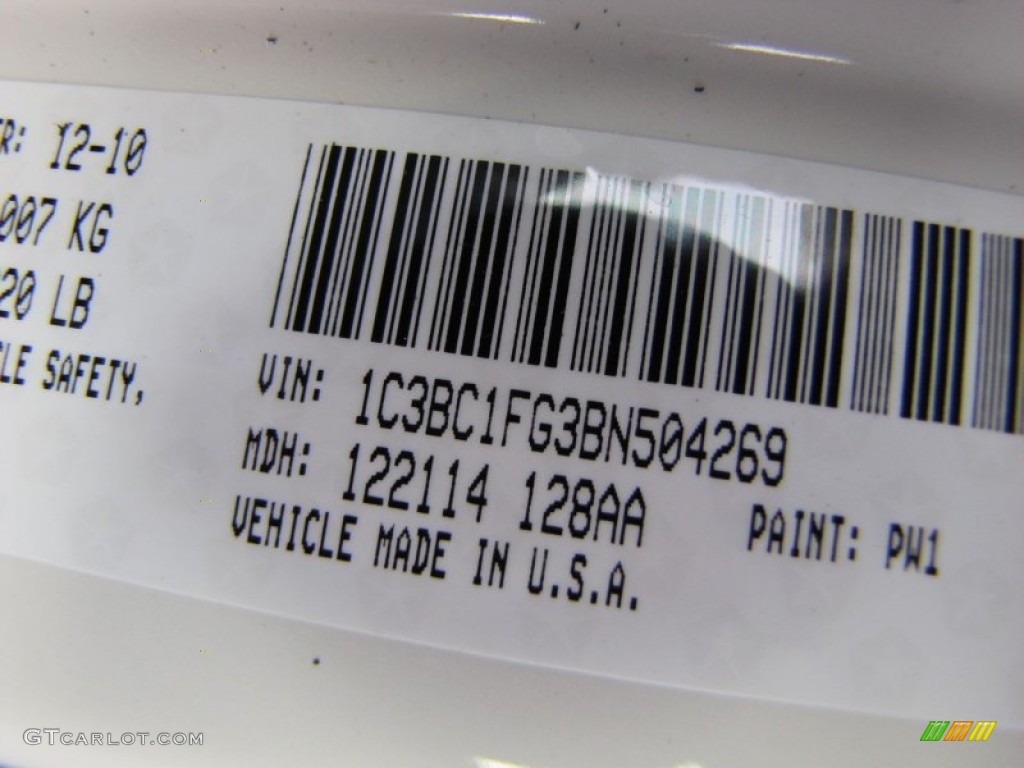 R: 12-10
007 KG
20 LB
LE SAFETY,
VIN: 1C3BC1FG3BN504269
MDH: 122114 128AA PAINT: PW1
VEHICLE MADE IN U.S.A.
GTCARLOT.COM